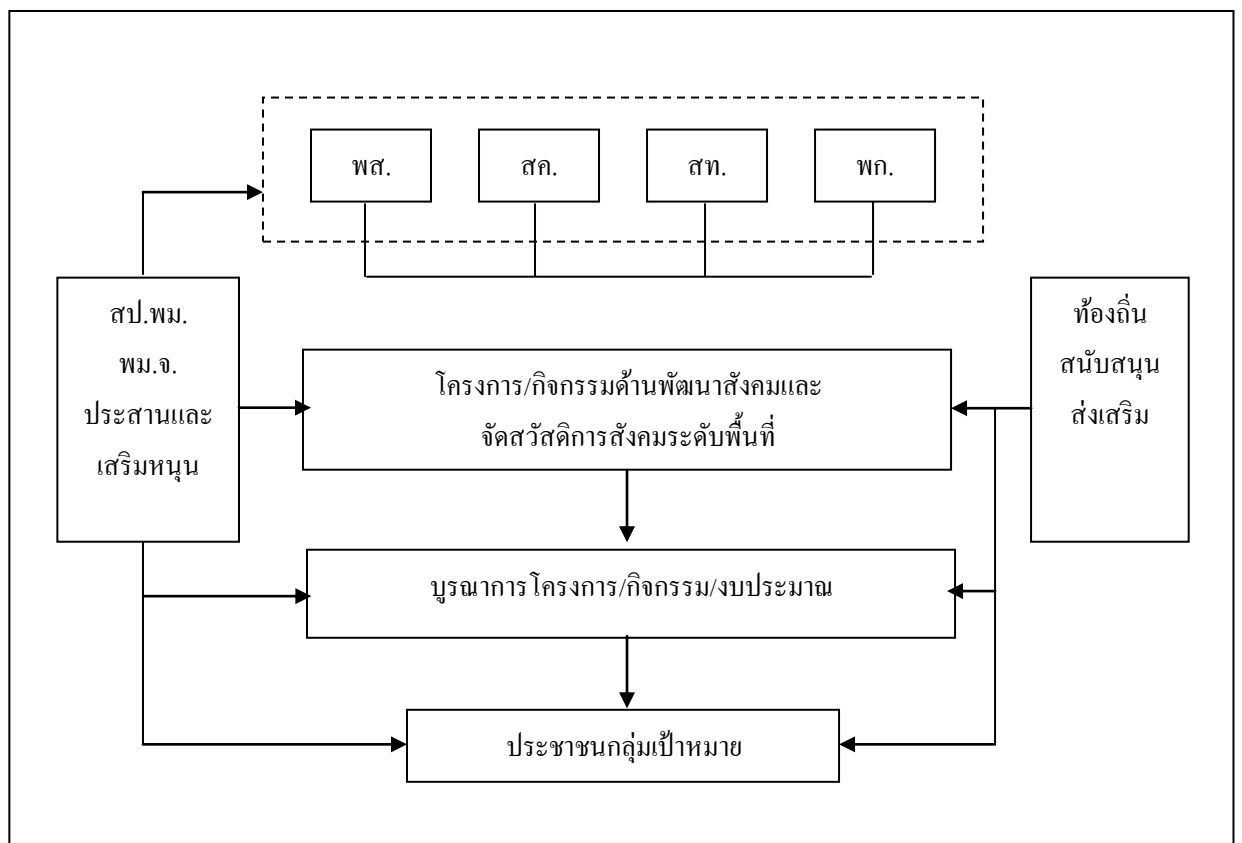 พส.
สค.
สท.
พก.
สป.พม.
พม.จ.
ประสานและ
เสริมหนุน
ท้องถิ่น
สนับสนุน
ส่งเสริม
โครงการ/กิจกรรมด้านพัฒนาสังคมและ
จัดสวัสดิการสังคมระดับพื้นที่
บูรณาการโครงการ/กิจกรรม/งบประมาณ
ประชาชนกลุ่มเป้าหมาย